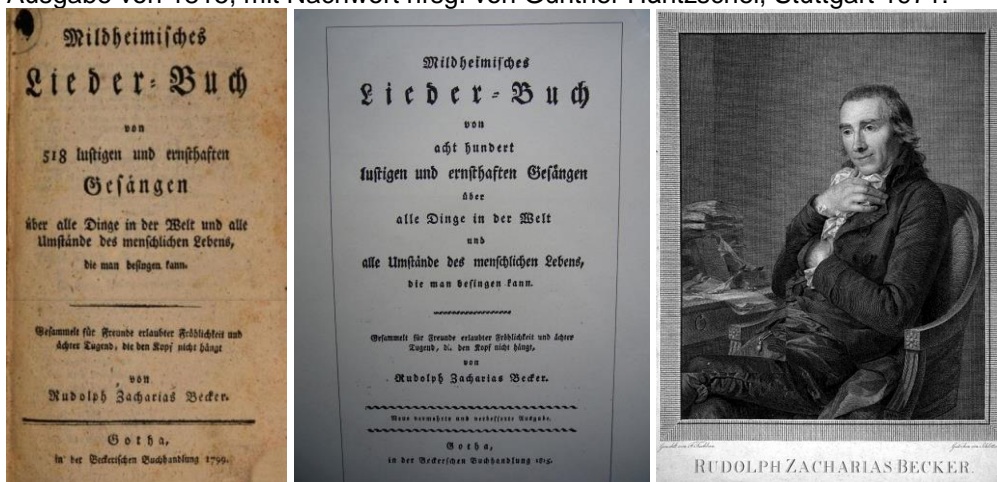 Ausgabe von 1815, mit Nachwort hrsg. von Günther Häntzschel, Stuttgart 1971.
Mildheimisches
Lieder-Buch
von
518 lustigen und ernsthaften
Gesängen
über alle Dinge in der Welt und alle
Umstände des menschlichen Lebens,
die man besingen kann.
Gesammelt für Freunde erlaubter Fröhlichkeit und
ächter Tugend, die den Kopf nicht hängt
von
Rudolph Zacharias Becker.
Gotha,
in der Beckerischen Buchhandlung 1799.
Mildheimisches
Lieder-Buch
von
acht hundert
lustigen und ernsthaften Gesängen
über
alle Dinge in der Welt
und
alle Umstände des menschlichen Lebens,
die man besingen kann.
Gesammelt für Freunde erlaubter Fröhlichkeit und ächter
Tugend, die den Kopf nicht hängt,
von
Rudolph Zacharias Becker.
Neue vermehrte und verbesserte Ausgabe.
Gotha,
in der Beckerschen Buchhandlung 1815.
RUDOLPH ZACHARIAS BECKER.